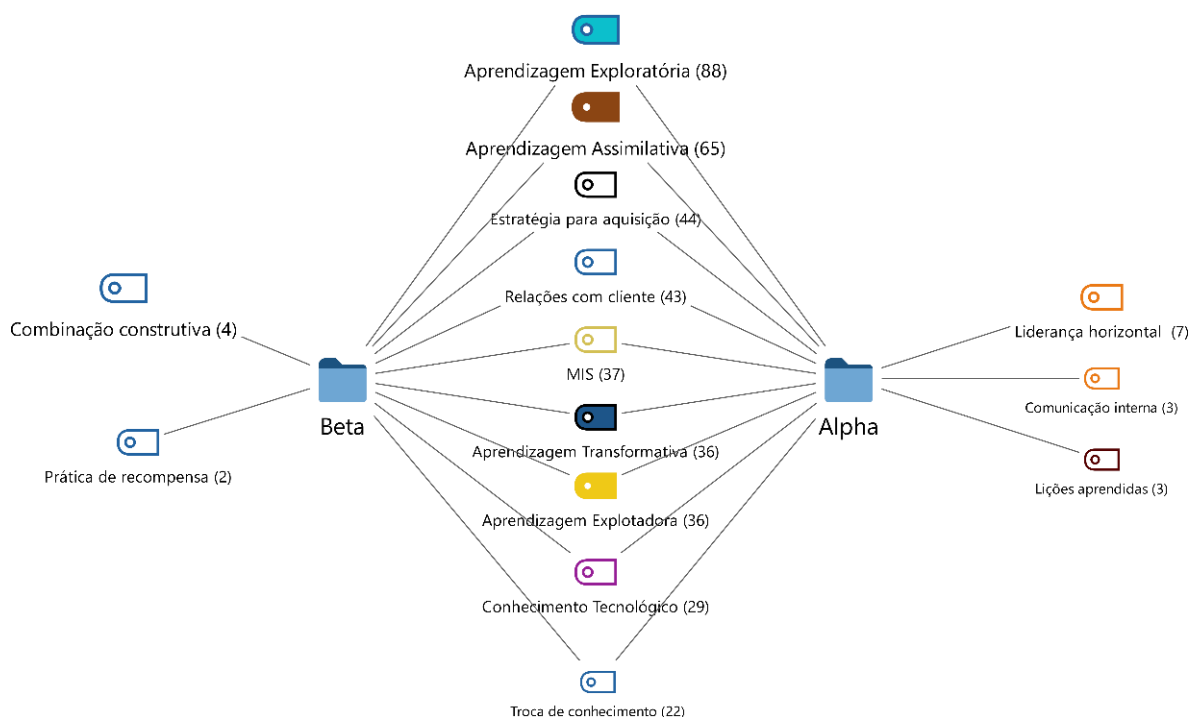 Aprendizagem Exploratória (88)
Aprendizagem Assimilativa (65)
Estratégia para aquisição (44)
Relações com cliente (43)
Combinação construtiva (4)
Liderança horizontal (7)
MIS (37)
Comunicação interna (3)
Beta
Alpha
Aprendizagem Transformativa (36)
Prática de recompensa (2)
Lições aprendidas (3)
Aprendizagem Explotadora (36)
Conhecimento Tecnológico (29)
Troca de conhecimento (22)